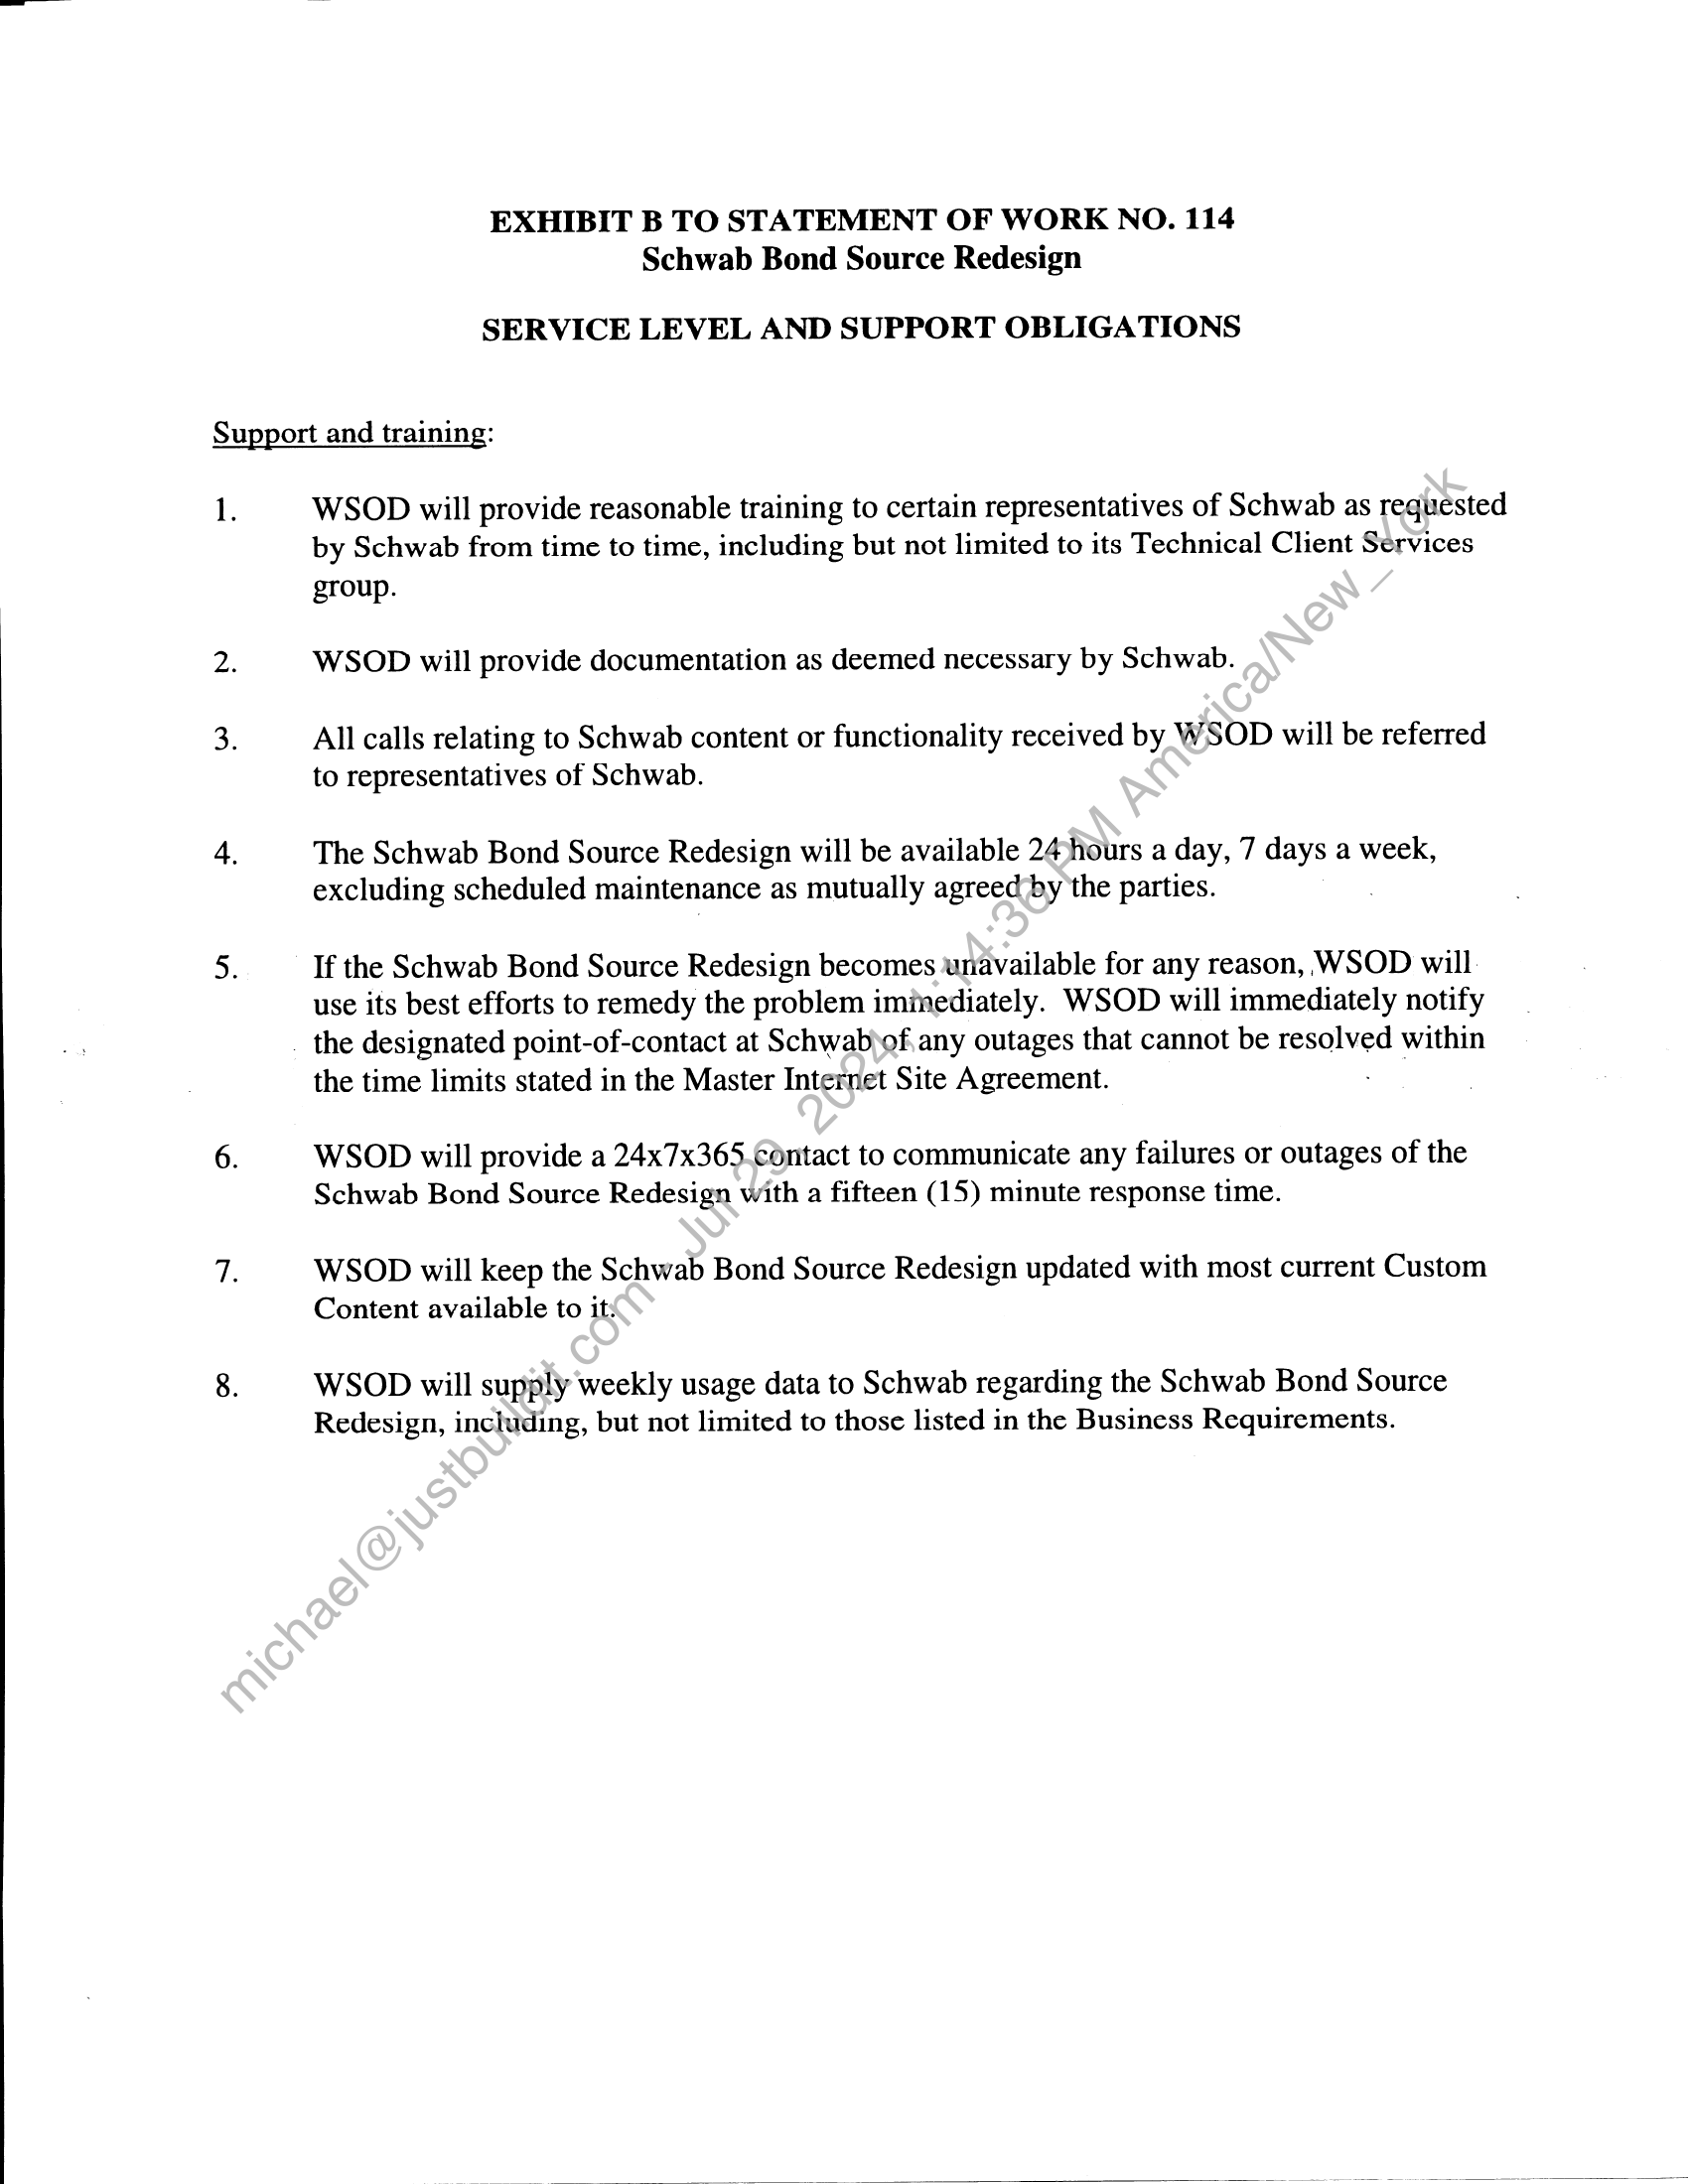 EXHIBIT B TO STATEMENT OF WORK NO. 114
Schwab Bond Source Redesign
SERVICE LEVEL AND SUPPORT OBLIGATIONS
Support and training:
1. WSOD will provide reasonable training to certain representatives of Schwab as requested
by Schwab from time to time, including but not limited to its Technical Client Services
group.
2. WSOD will provide documentation as deemed necessary by Schwab.
3. All calls relating to Schwab content or functionality received by WSOD will be referred
to representatives of Schwab.
4. The Schwab Bond Source Redesign will be available 24 hours a day, 7 days a week,
excluding scheduled maintenance as mutually agreed by the parties.
5. If the Schwab Bond Source Redesign becomes unavailable for any reason, WSOD will
use its best efforts to remedy the problem immediately. WSOD will immediately notify
the designated point-of-contact at Schwab of any outages that cannot be resolved within
the time limits stated in the Master Internet Site Agreement.
6. WSOD will provide a 24x7x365 contact to communicate any failures or outages of the
Schwab Bond Source Redesign with a fifteen (15) minute response time.
7. WSOD will keep the Schwab Bond Source Redesign updated with most current Custom
Content available to it.
8. WSOD will supply weekly usage data to Schwab regarding the Schwab Bond Source
Redesign, including, but not limited to those listed in the Business Requirements.
michael@justbuildit.com - Jul 29, 2024, 1:14:36 PM America/New_York